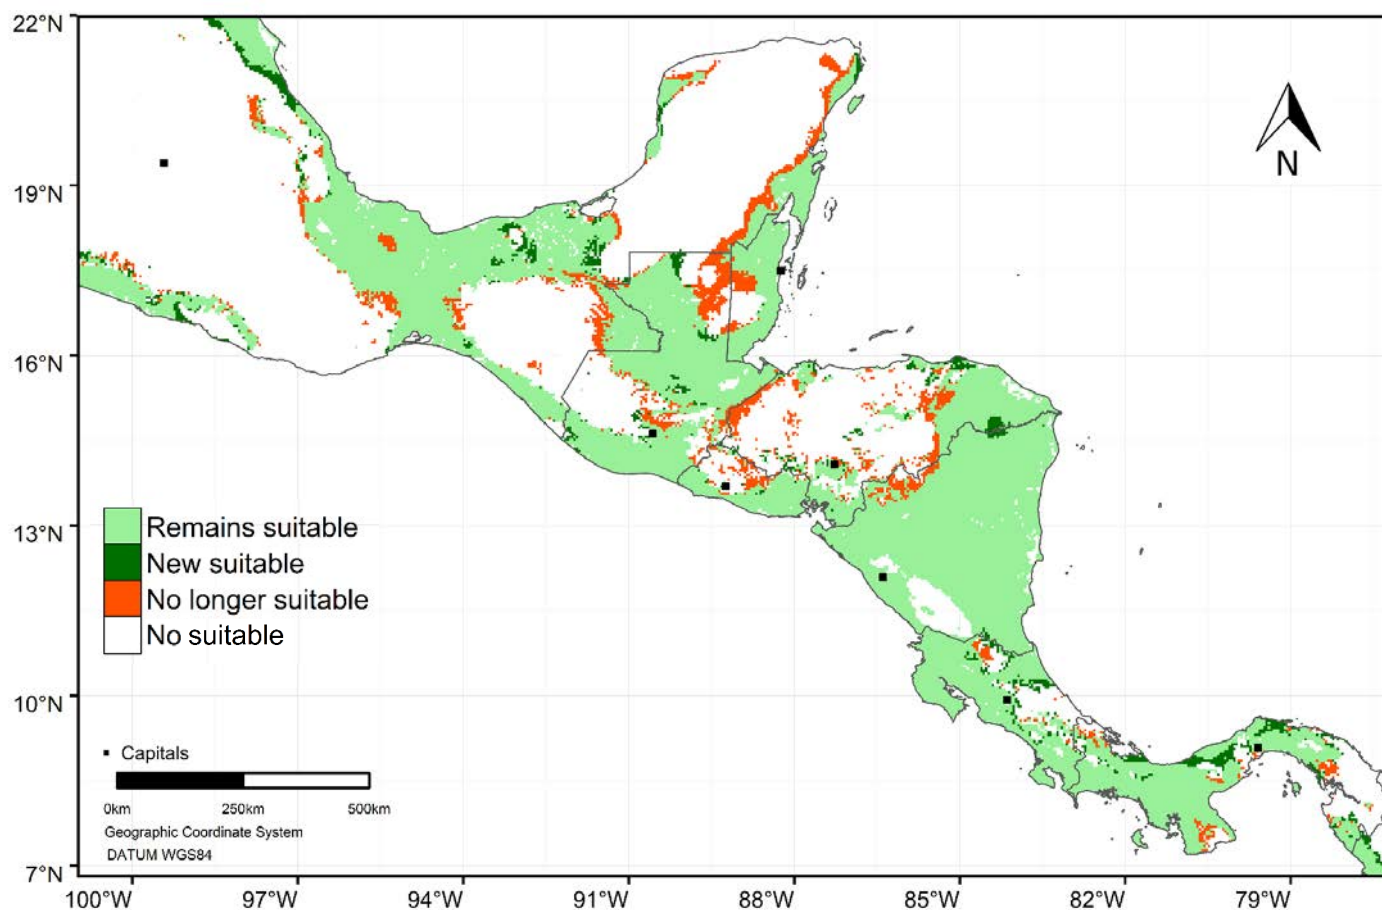 22°N
19°N
16°N
13°N
10°N
7°N
N
Remains suitable
New suitable
No longer suitable
No suitable
Capitals
0km 250km 500km
Geographic Coordinate System
DATUM WGS84
100°W 97°W 94°W 91°W 88°W 85°W 82°W 79°W